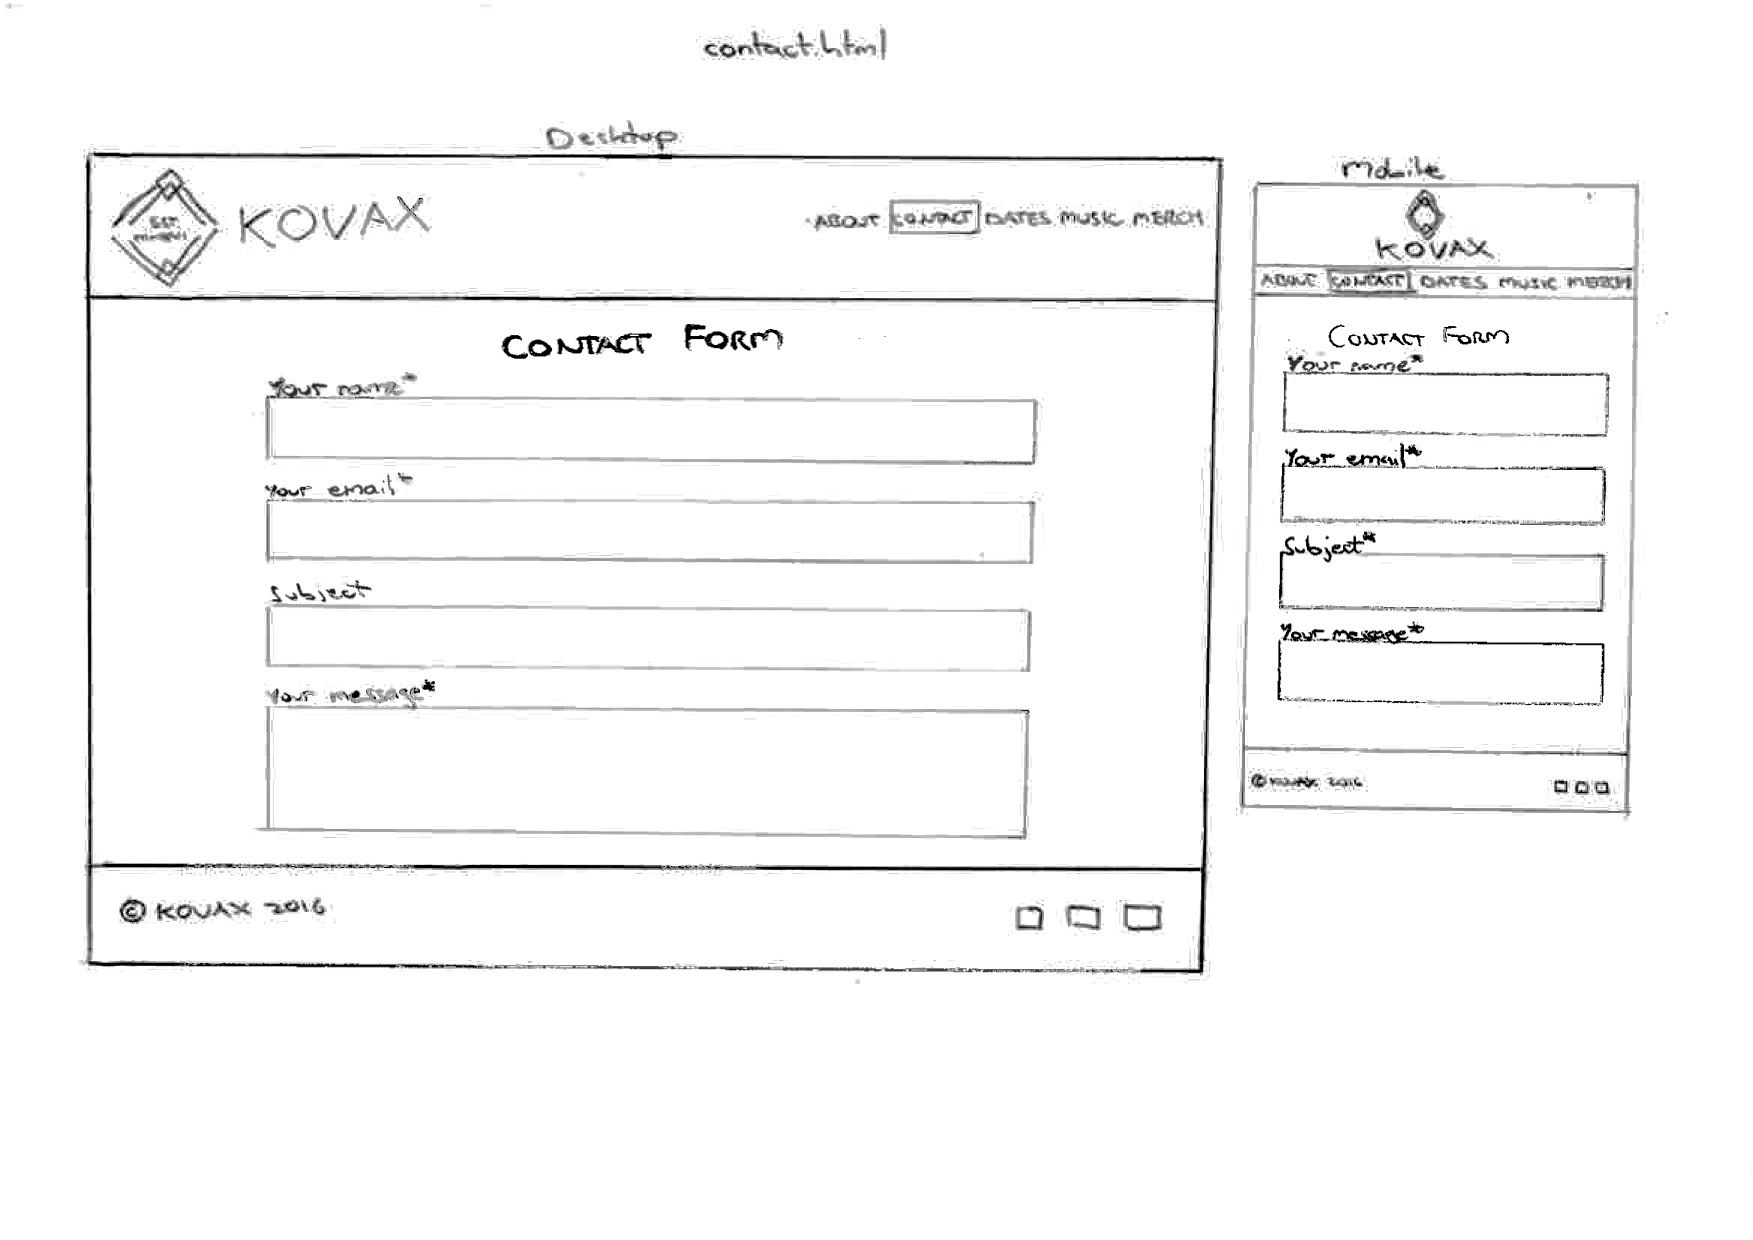 contact.html
Desktop
KOVAX
ABOUT CONTACT DATES MUSIC MERCH
CONTACT FORM
Your name*
Your email*
Subject
Your message*
© KOVAX 2016
Mobile
KOVAX
ABOUT CONTACT DATES MUSIC MERCH
CONTACT FORM
Your name*
Your email*
Subject*
Your message*
© KOVAX 2016